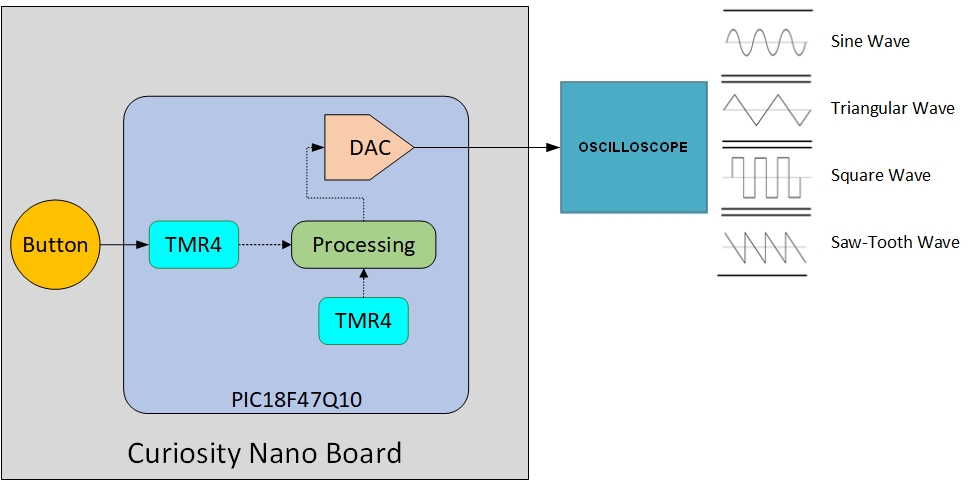 Sine Wave
Triangular Wave
DAC
OSCILLOSCOPE
Square Wave
Button
TMR4
Processing
Saw-Tooth Wave
TMR4
PIC18F47Q10
Curiosity Nano Board